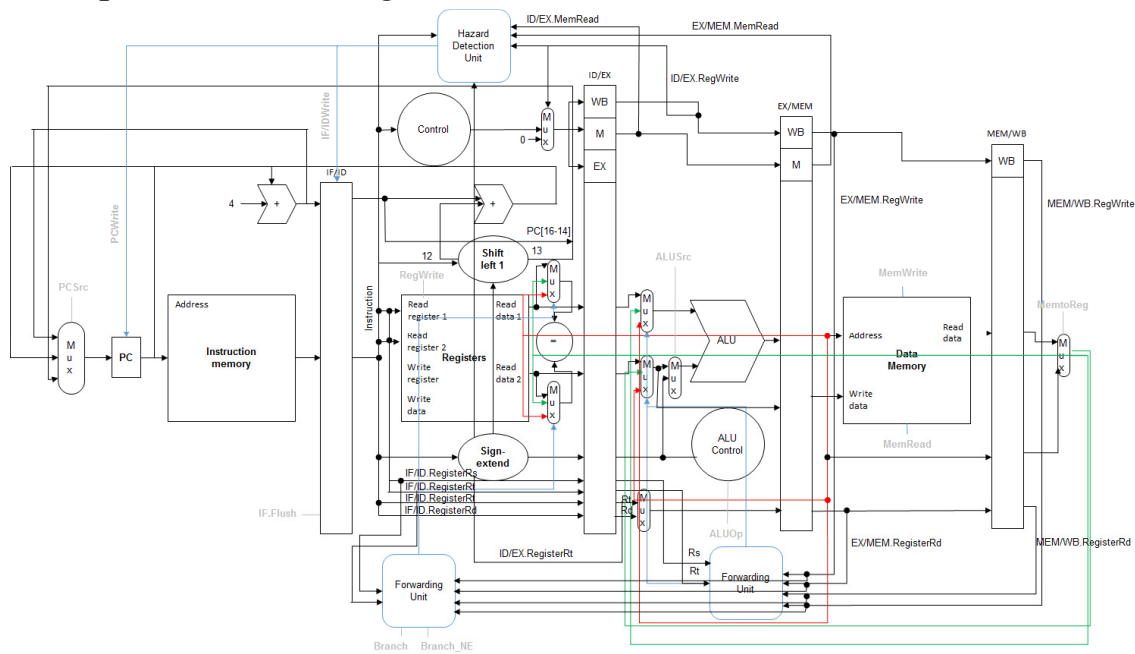 ID/EX.MemRead
EX/MEM.MemRead
Hazard
Detection
Unit
ID/EX.RegWrite
ID/EX
EX/MEM
MEM/WB
WB
M
EX
WB
M
WB
Control
0
M
u
x
IF/IDWrite
PCWrite
IF/ID
4
+
+
PC[16-14]
EX/MEM.RegWrite
MEM/WB.RegWrite
12
Shift
left 1
13
PCSrc
M
u
x
PC
Address
Instruction
memory
Instruction
RegWrite
Read
register 1
Read
data 1
Read
register 2
Registers
Write
register
Read
data 2
Write
data
M
u
x
=
M
u
x
Sign-
extend
ALUSrc
M
u
x
M
u
x
M
u
x
ALU
ALU
Control
ALUOp
MemWrite
Address
Read
data
Data
Memory
Write
data
MemRead
MemtoReg
M
u
x
IF/ID.RegisterRs
IF/ID.RegisterRt
IF/ID.RegisterRt
IF/ID.RegisterRd
Rt
Rd
M
u
x
IF.Flush
ID/EX.RegisterRt
Rs
Rt
EX/MEM.RegisterRd
MEM/WB.RegisterRd
Forwarding
Unit
Forwarding
Unit
Branch
Branch_NE